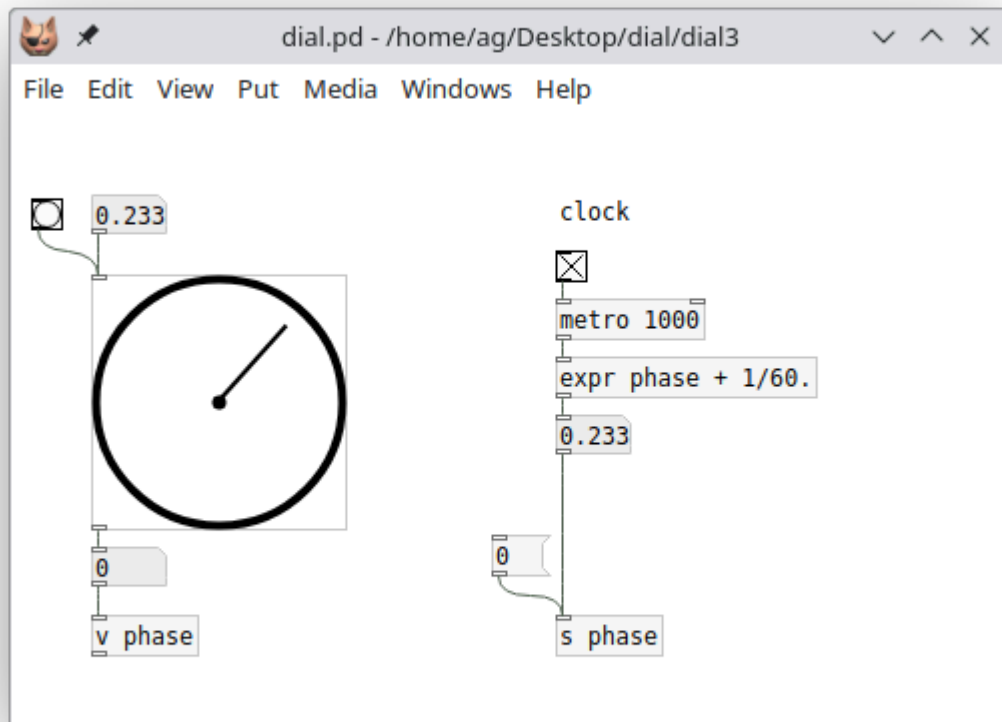 dial.pd - /home/ag/Desktop/dial/dial3
File Edit View Put Media Windows Help
0.233
clock
metro 1000
expr phase + 1/60.
0.233
0
0
v phase
s phase